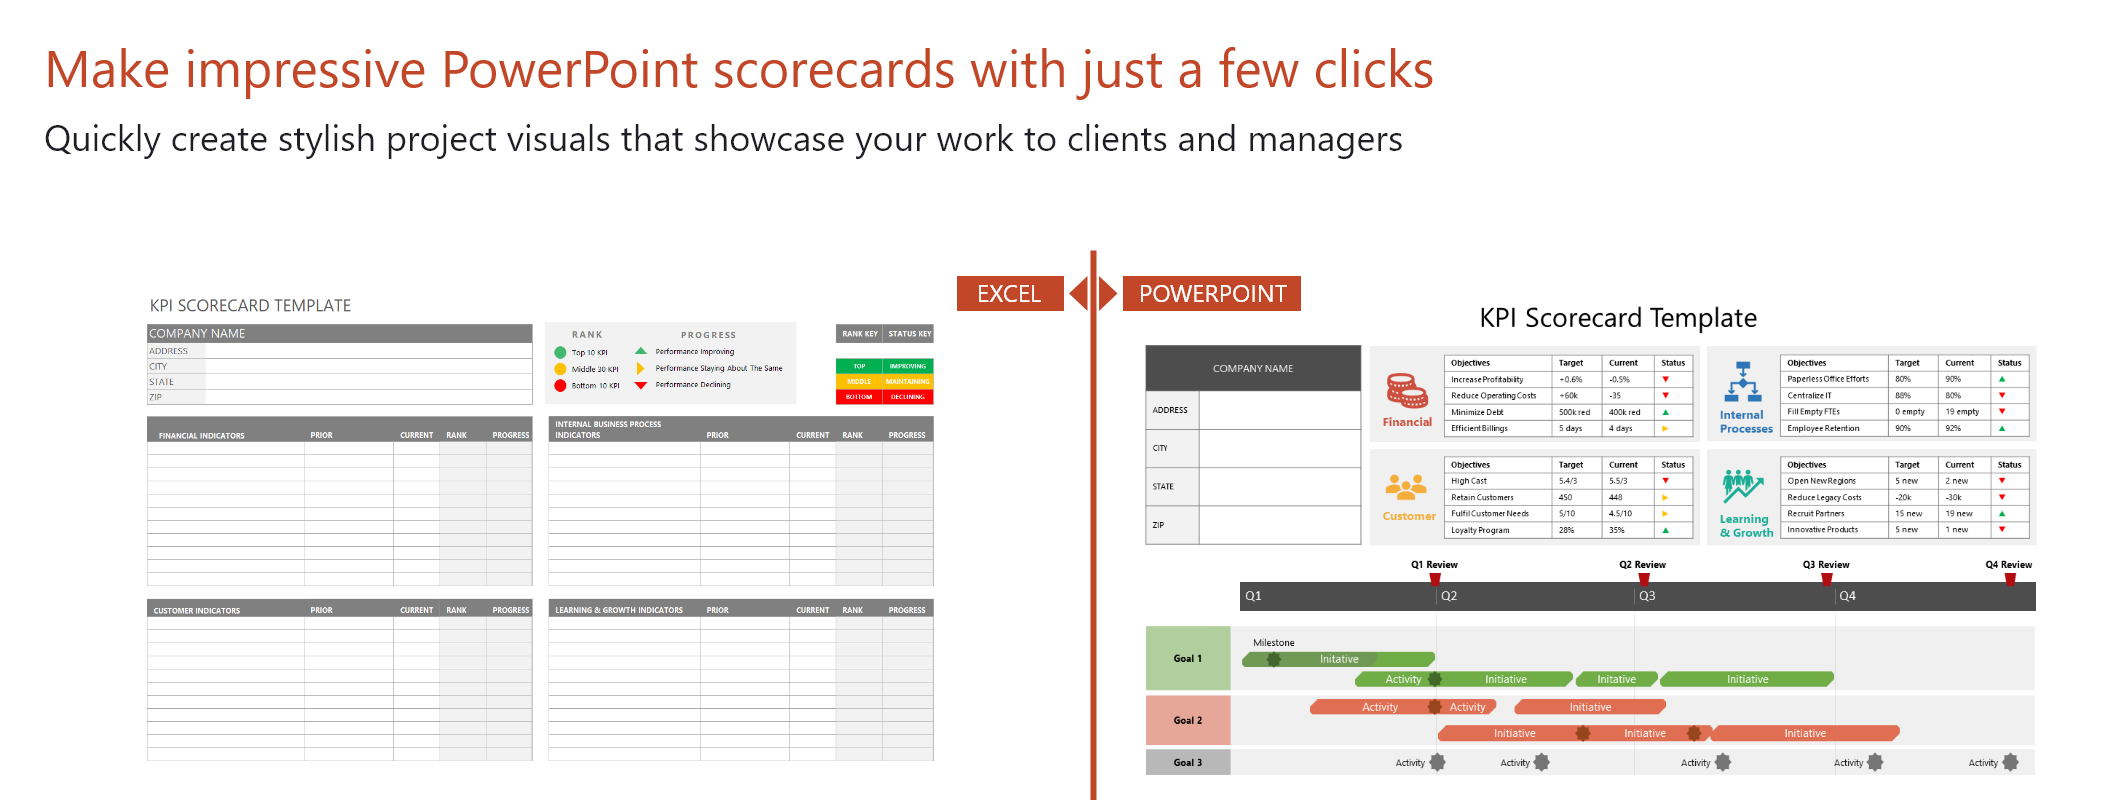 Make impressive PowerPoint scorecards with just a few clicks
Quickly create stylish project visuals that showcase your work to clients and managers
EXCEL
POWERPOINT
KPI SCORECARD TEMPLATE
COMPANY NAME
ADDRESS
CITY
STATE
ZIP
RANK PROGRESS
Top 10 KPI Performance Improving
Middle 30 KPI Performance Staying About The Same
Bottom 10 KPI Performance Declining
RANK KEY STATUS KEY
TOP IMPROVING
MIDDLE MAINTAINING
BOTTOM DECLINING
FINANCIAL INDICATORS PRIOR CURRENT RANK PROGRESS
INTERNAL BUSINESS PROCESS
INDICATORS PRIOR CURRENT RANK PROGRESS
CUSTOMER INDICATORS PRIOR CURRENT RANK PROGRESS
LEARNING & GROWTH INDICATORS PRIOR CURRENT RANK PROGRESS
KPI Scorecard Template
COMPANY NAME
ADDRESS
CITY
STATE
ZIP
Financial
Objectives Target Current Status
Increase Profitability +0.6% -0.5%
Reduce Operating Costs +60k -35
Minimize Debt 500k red 400k red
Efficient Billings 5 days 4 days
Internal
Processes
Objectives Target Current Status
Paperless Office Efforts 80% 90%
Centralize IT 88% 80%
Fill Empty FTEs 0 empty 19 empty
Employee Retention 90% 92%
Customer
Objectives Target Current Status
High Cast 5.4/3 5.5/3
Retain Customers 450 448
Fulfil Customer Needs 5/10 4.5/10
Loyalty Program 28% 35%
Learning
& Growth
Objectives Target Current Status
Open New Regions 5 new 2 new
Reduce Legacy Costs -20k -30k
Recruit Partners 15 new 19 new
Innovative Products 5 new 1 new
Q1 Review Q2 Review Q3 Review Q4 Review
Q1 Q2 Q3 Q4
Goal 1
Milestone
Initative
Activity Initiative Initative Initiative
Goal 2
Activity Activity Initiative
Initiative Initiative Initiative
Goal 3
Activity Activity Activity Activity Activity